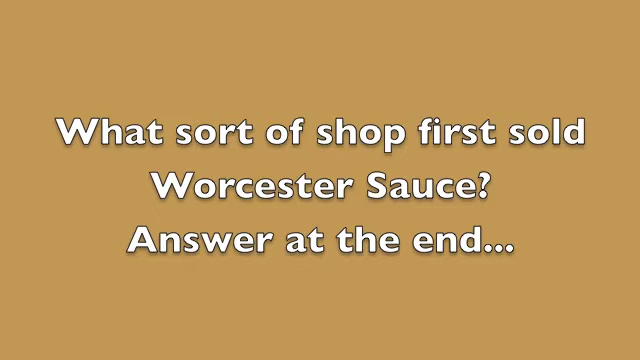 What sort of shop first sold
Worcester Sauce?
Answer at the end...